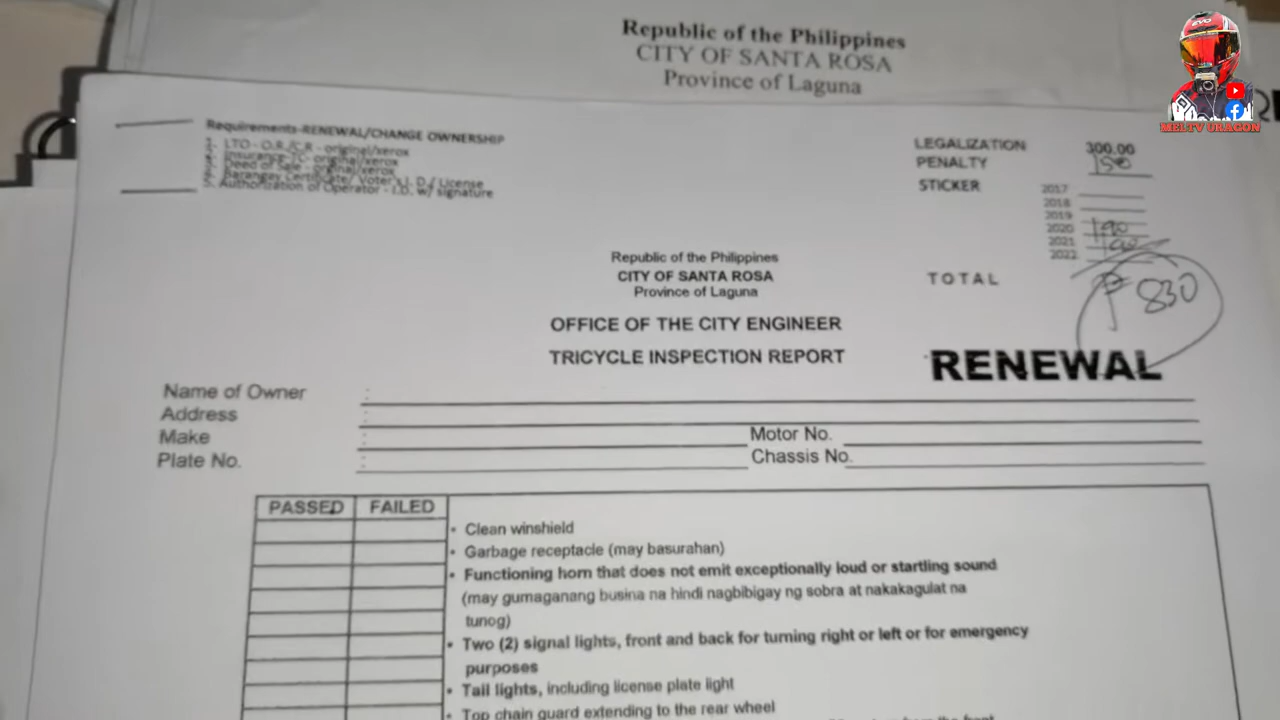 Republic of the Philippines
CITY OF SANTA ROSA
Province of Laguna
EVO
MEL TV URAGON
Requirements-RENEWAL/CHANGE OWNERSHIP
1. LTO - O.R./C.R - original/xerox
2. Insurance TC- original/xerox
3. Deed of Sale - original/xerox
4. Barangay Certificate/ Voter's I. D./ License
5. Authorization of Operator - I.D. w/ signature
LEGALIZATION 300.00
PENALTY 150
STICKER 2017
2018
2019
2020 190
2021 190
2022
TOTAL ₱ 830
Republic of the Philippines
CITY OF SANTA ROSA
Province of Laguna
OFFICE OF THE CITY ENGINEER
TRICYCLE INSPECTION REPORT
RENEWAL
Name of Owner :
Address :
Make : Motor No.
Plate No. : Chassis No.
PASSED FAILED
• Clean winshield
• Garbage receptacle (may basurahan)
• Functioning horn that does not emit exceptionally loud or startling sound
(may gumaganang busina na hindi nagbibigay ng sobra at nakakagulat na
tunog)
• Two (2) signal lights, front and back for turning right or left or for emergency
purposes
• Tail lights, including license plate light
• Top chain guard extending to the rear wheel